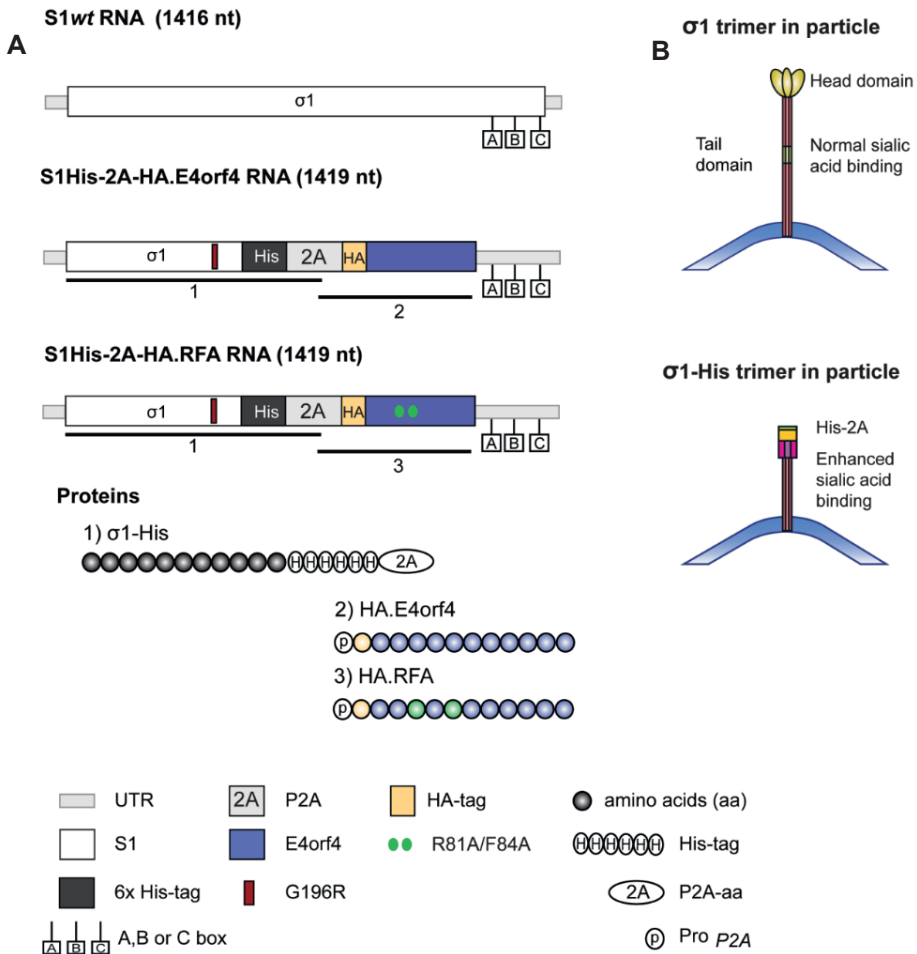 S1wt RNA (1416 nt)
A
σ1
A B C
S1His-2A-HA.E4orf4 RNA (1419 nt)
σ1 His 2A HA
A B C
1
2
S1His-2A-HA.RFA RNA (1419 nt)
σ1 His 2A HA
A B C
1
3
Proteins
1) σ1-His
H H H H H H 2A
2) HA.E4orf4
p
3) HA.RFA
p
σ1 trimer in particle
B
Head domain
Tail
domain
Normal sialic
acid binding
σ1-His trimer in particle
His-2A
Enhanced
sialic acid
binding
UTR
2A P2A
HA-tag
amino acids (aa)
S1
E4orf4
R81A/F84A
H H H H H H His-tag
6x His-tag
G196R
2A P2A-aa
A B C A,B or C box
p Pro P2A